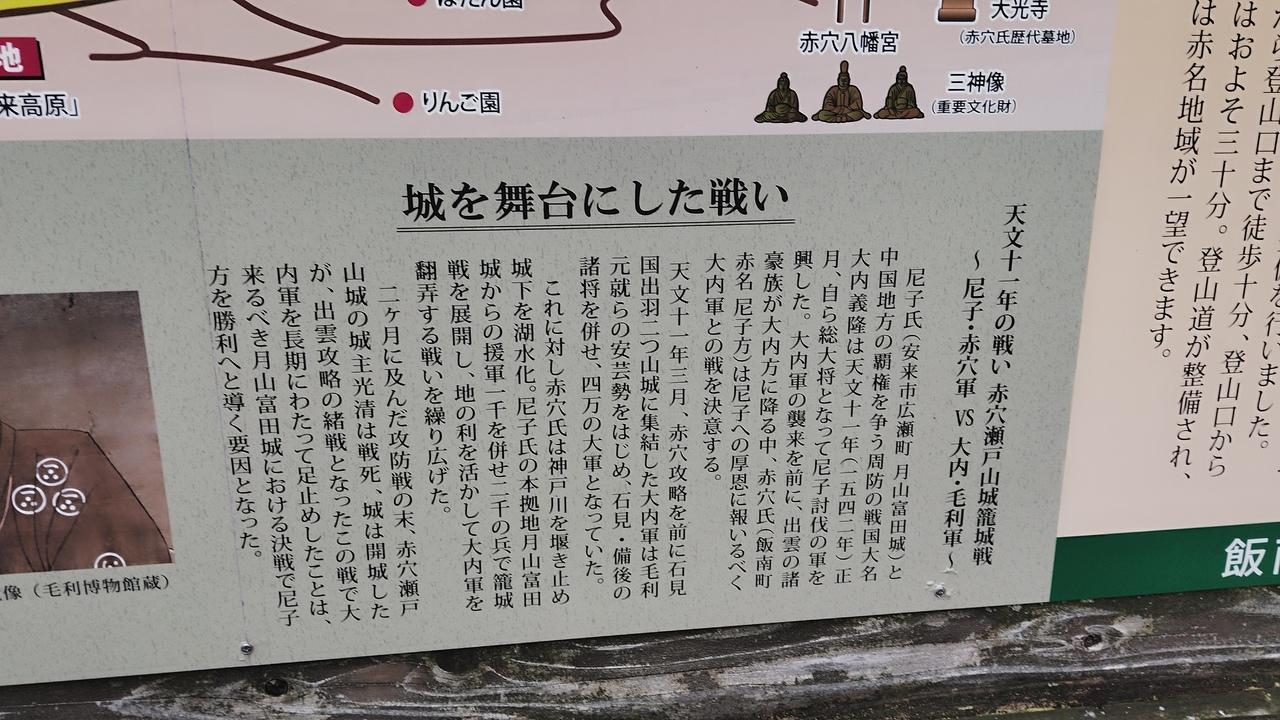 ぼたん園
地
来高原」
りんご園
赤穴八幡宮
大光寺
(赤穴氏歴代墓地)
三神像
(重要文化財)
行いました。
登山口まで徒歩十分、登山口から
はおよそ三十分。登山道が整備され、
は赤名地域が一望できます。
城を舞台にした戦い
天文十一年の戦い 赤穴瀬戸山城籠城戦
～ 尼子・赤穴軍 VS 大内・毛利軍 ～
尼子氏(安来市広瀬町 月山富田城)と
中国地方の覇権を争う周防の戦国大名
大内義隆は天文十一年(一五四二年)正
月、自ら総大将となって尼子討伐の軍を
興した。大内軍の襲来を前に、出雲の諸
豪族が大内方に降る中、赤穴氏(飯南町
赤名 尼子方)は尼子への厚恩に報いるべく
大内軍との戦を決意する。
天文十一年三月、赤穴攻略を前に石見
国出羽二つ山城に集結した大内軍は毛利
元就らの安芸勢をはじめ、石見・備後の
諸将を併せ、四万の大軍となっていた。
これに対し赤穴氏は神戸川を堰き止め
城下を湖水化。尼子氏の本拠地月山富田
城からの援軍一千を併せ二千の兵で籠城
戦を展開し、地の利を活かして大内軍を
翻弄する戦いを繰り広げた。
二ヶ月に及んだ攻防戦の末、赤穴瀬戸
山城の城主光清は戦死、城は開城した
が、出雲攻略の緒戦となったこの戦で大
内軍を長期にわたって足止めしたことは、
来るべき月山富田城における決戦で尼子
方を勝利へと導く要因となった。
像(毛利博物館蔵)
飯南